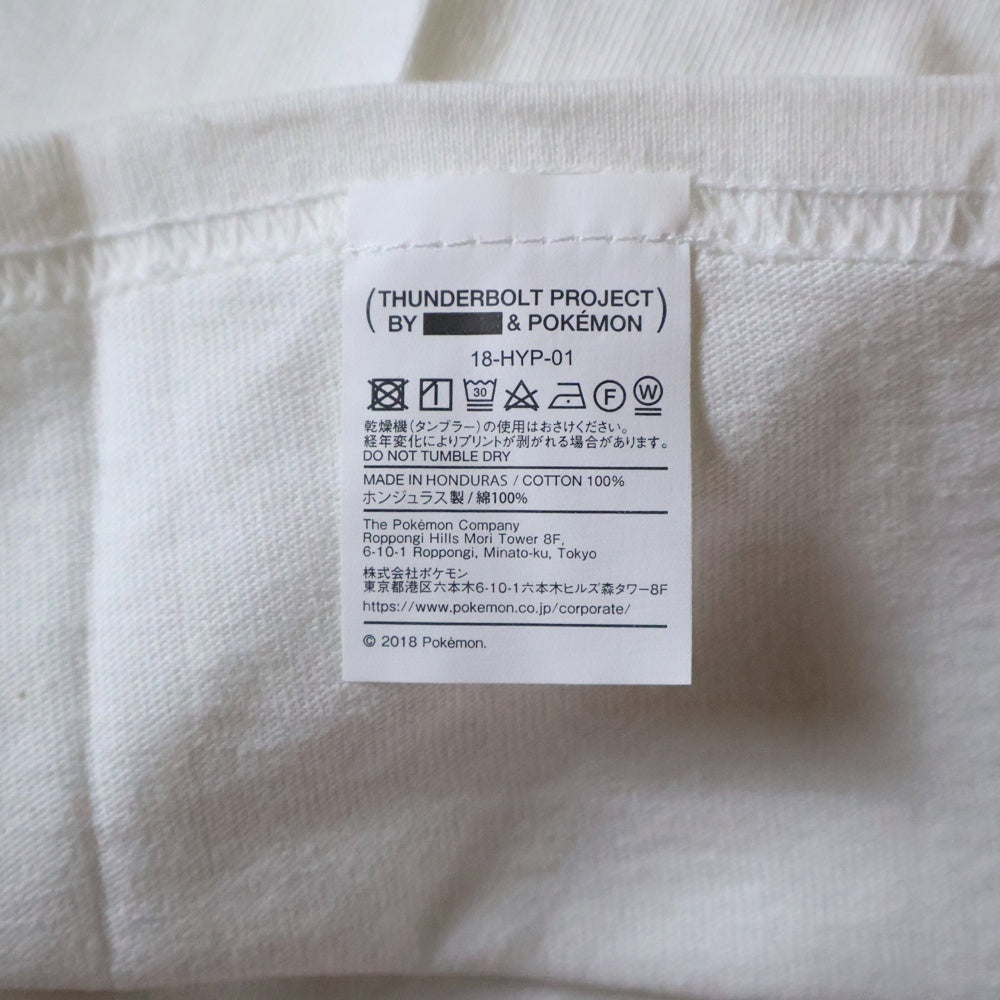 (THUNDERBOLT PROJECT)
BY & POKÉMON
18-HYP-01
30 F W
乾燥機(タンブラー)の使用はおさけください。
経年変化によりプリントが剥がれる場合があります。
DO NOT TUMBLE DRY
MADE IN HONDURAS / COTTON 100%
ホンジュラス製 / 綿100%
The Pokémon Company
Roppongi Hills Mori Tower 8F,
6-10-1 Roppongi, Minato-ku, Tokyo
株式会社ポケモン
東京都港区六本木6-10-1六本木ヒルズ森タワー8F
https://www.pokemon.co.jp/corporate/
© 2018 Pokémon.